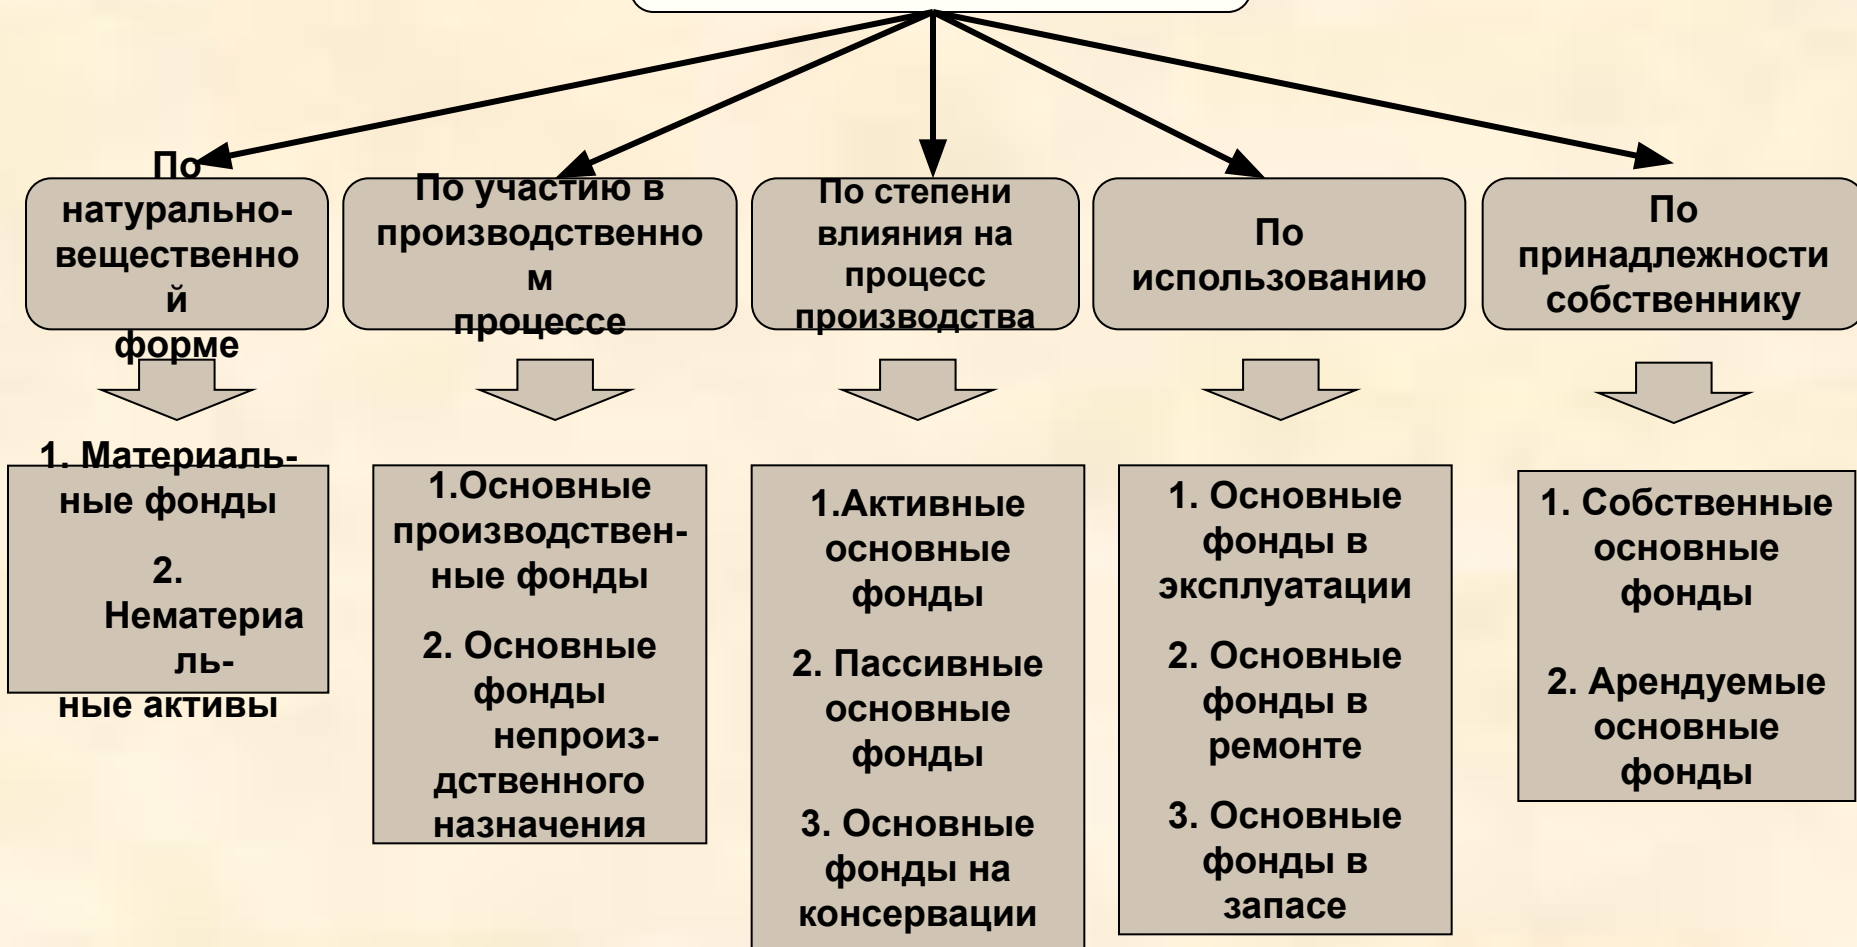 По
натурально-
вещественно
й
форме
По участию в
производственно
м
процессе
По степени
влияния на
процесс
производства
По
использованию
По
принадлежности
собственнику
1. Материаль-
ные фонды
2.
Нематериа
ль-
ные активы
1.Основные
производствен-
ные фонды
2. Основные
фонды
непроиз-
дственного
назначения
1.Активные
основные
фонды
2. Пассивные
основные
фонды
3. Основные
фонды на
консервации
1. Основные
фонды в
эксплуатации
2. Основные
фонды в
ремонте
3. Основные
фонды в
запасе
1. Собственные
основные
фонды
2. Арендуемые
основные
фонды